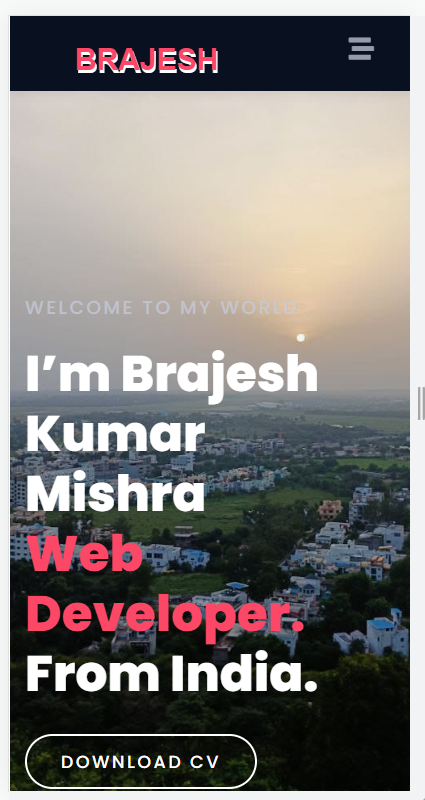 BRAJESH
WELCOME TO MY WORLD
I’m Brajesh
Kumar
Mishra
Web
Developer.
From India.
DOWNLOAD CV